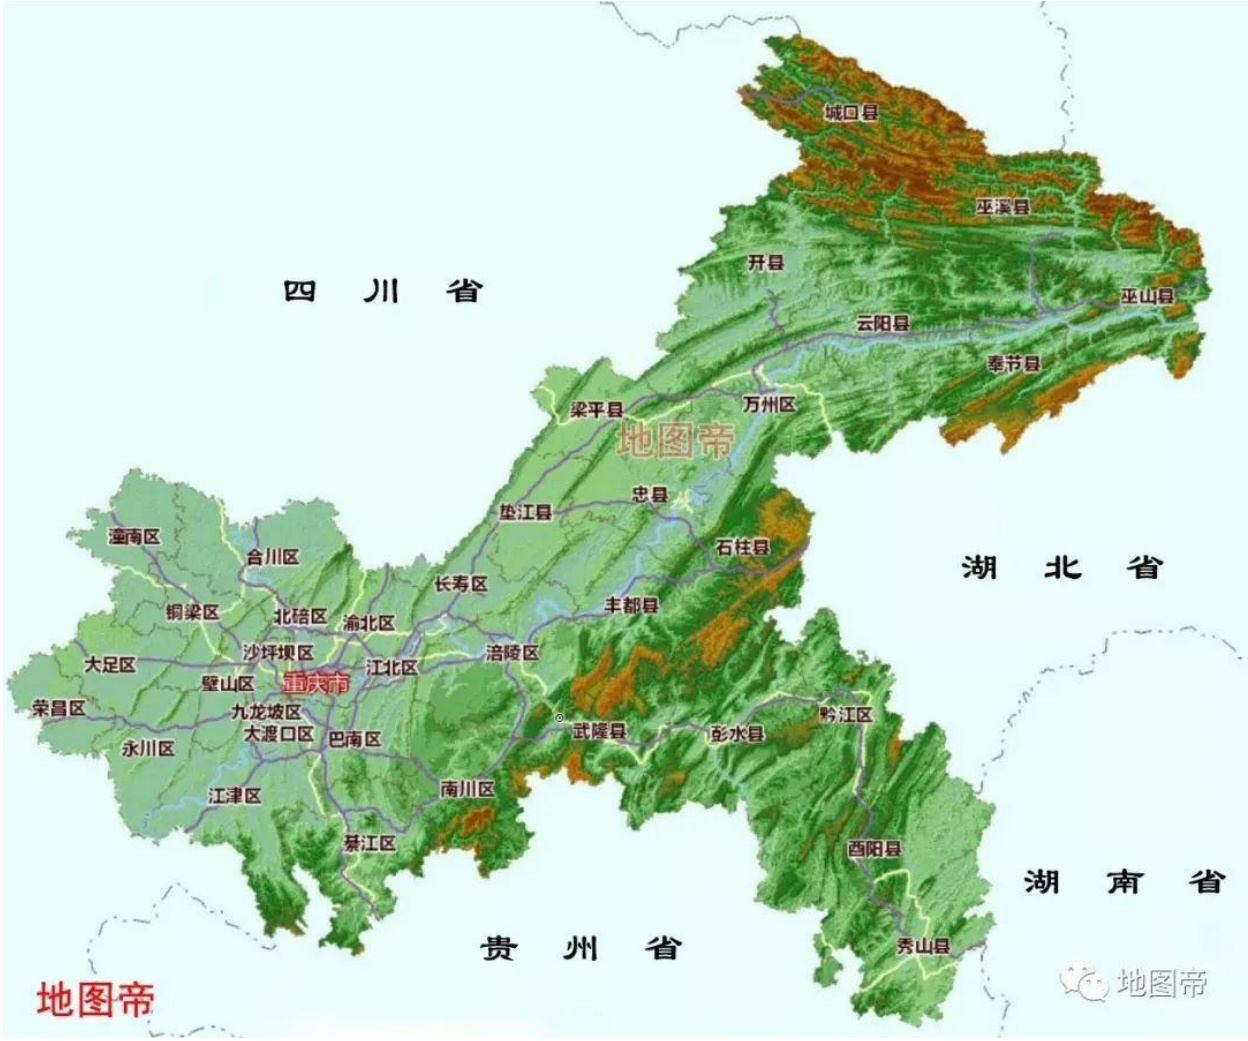 城口县
巫溪县
开县
四川省
巫山县
云阳县
奉节县
梁平县
万州区
地图帝
忠县
垫江县
潼南区
石柱县
合川区
湖北省
长寿区
丰都县
铜梁区
北碚区
渝北区
沙坪坝区
涪陵区
大足区
江北区
璧山区
重庆市
荣昌区
九龙坡区
黔江区
大渡口区
巴南区
武隆县
彭水县
永川区
南川区
江津区
綦江区
酉阳县
湖南省
秀山县
贵州省
地图帝
地图帝